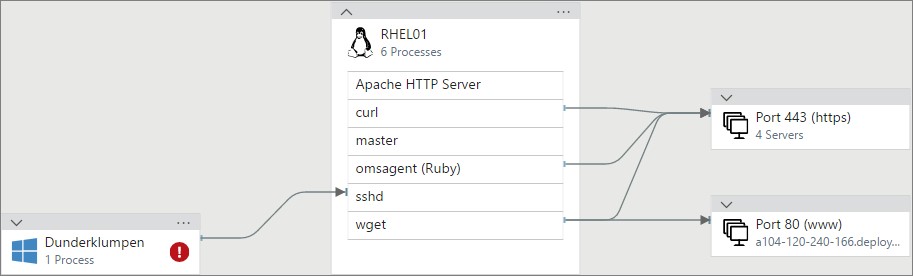 RHEL01
6 Processes
Apache HTTP Server
curl
master
omsagent (Ruby)
sshd
wget
Dunderklumpen
1 Process
Port 443 (https)
4 Servers
Port 80 (www)
a104-120-240-166.deploy...